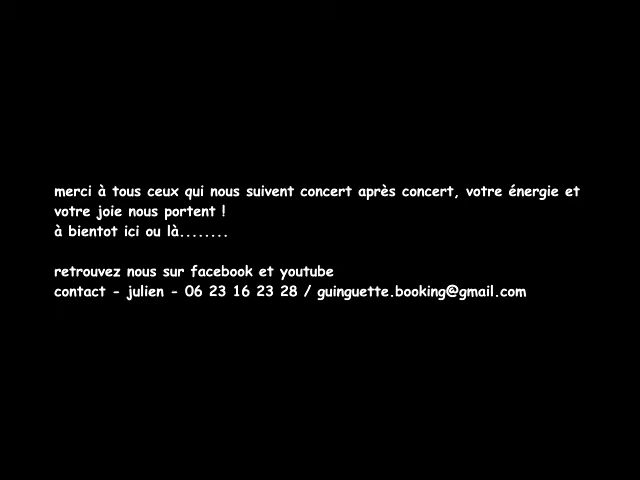 merci à tous ceux qui nous suivent concert après concert, votre énergie et
votre joie nous portent !
à bientot ici ou là........
retrouvez nous sur facebook et youtube
contact - julien - 06 23 16 23 28 / guinguette.booking@gmail.com